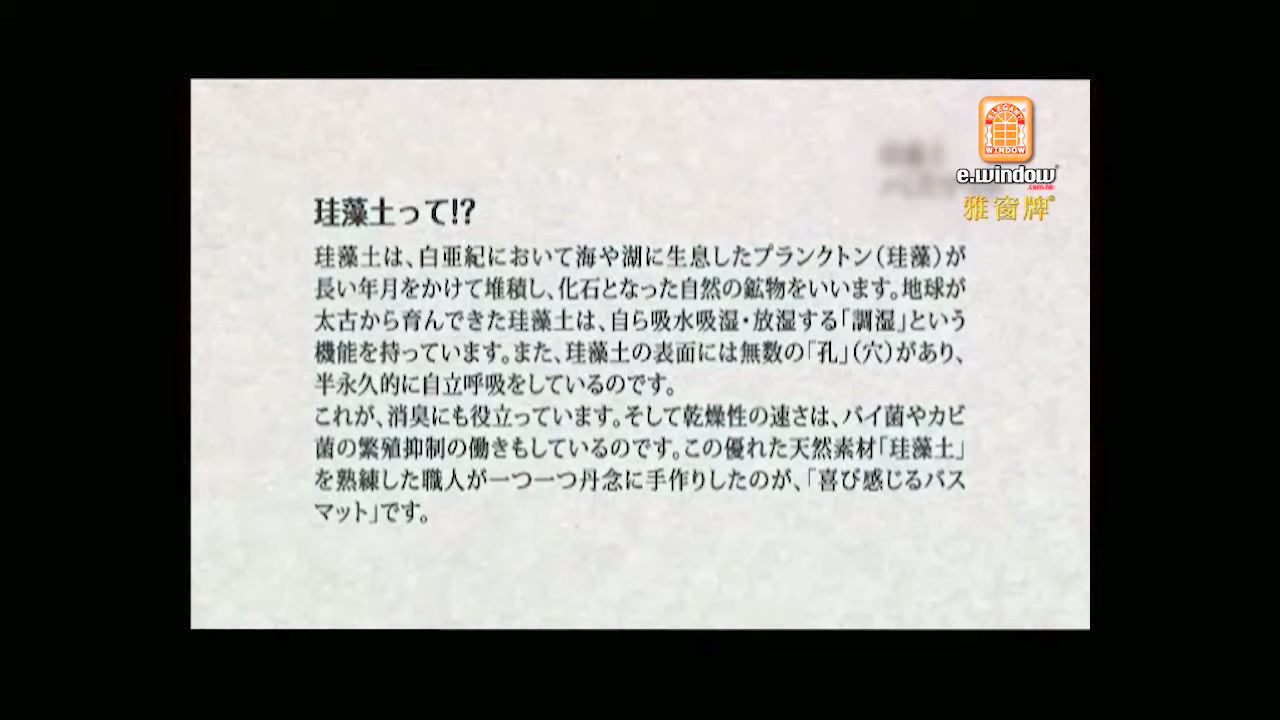 ELEGANT
WINDOW
e.window
.com.hk
雅窗牌
珪藻土って!?
珪藻土は、白亜紀において海や湖に生息したプランクトン（珪藻）が
長い年月をかけて堆積し、化石となった自然の鉱物をいいます。地球が
太古から育んできた珪藻土は、自ら吸水吸湿・放湿する「調湿」という
機能を持っています。また、珪藻土の表面には無数の「孔」（穴）があり、
半永久的に自立呼吸をしているのです。
これが、消臭にも役立っています。そして乾燥性の速さは、バイ菌やカビ
菌の繁殖抑制の働きもしているのです。この優れた天然素材「珪藻土」
を熟練した職人が一つ一つ丹念に手作りしたのが、「喜び感じるバス
マット」です。